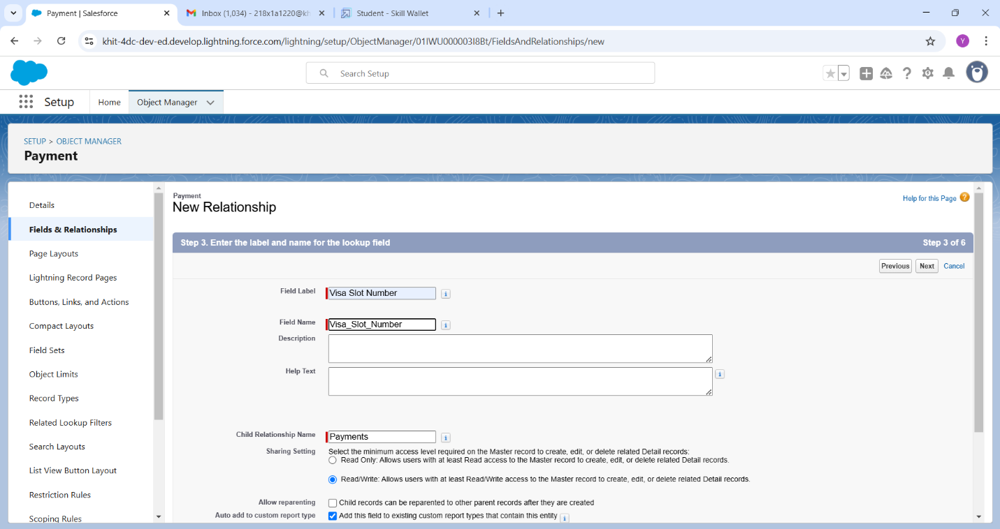 Payment | Salesforce
Inbox (1,034) - 218x1a1220@kh
Student - Skill Wallet
khit-4dc-dev-ed.develop.lightning.force.com/lightning/setup/ObjectManager/01IWU000003I8Bt/FieldsAndRelationships/new
Y
Search Setup
Setup
Home
Object Manager
SETUP > OBJECT MANAGER
Payment
Details
Fields & Relationships
Page Layouts
Lightning Record Pages
Buttons, Links, and Actions
Compact Layouts
Field Sets
Object Limits
Record Types
Related Lookup Filters
Search Layouts
List View Button Layout
Restriction Rules
Scoping Rules
Payment
New Relationship
Help for this Page
Step 3. Enter the label and name for the lookup field
Step 3 of 6
Previous Next Cancel
Field Label Visa Slot Number
Field Name Visa_Slot_Number
Description
Help Text
Child Relationship Name Payments
Sharing Setting Select the minimum access level required on the Master record to create, edit, or delete related Detail records:
Read Only: Allows users with at least Read access to the Master record to create, edit, or delete related Detail records.
Read/Write: Allows users with at least Read/Write access to the Master record to create, edit, or delete related Detail records.
Allow reparenting Child records can be reparented to other parent records after they are created
Auto add to custom report type Add this field to existing custom report types that contain this entity